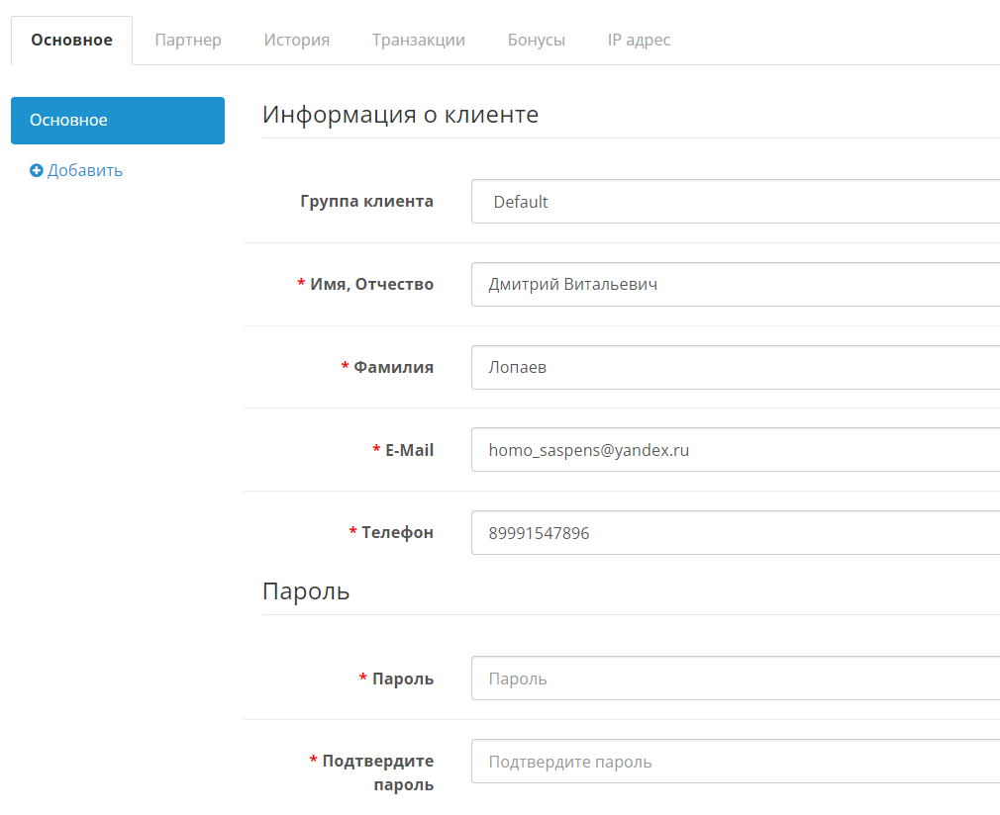 Основное Партнер История Транзакции Бонусы IP адрес
Основное
Добавить
Информация о клиенте
Группа клиента Default
* Имя, Отчество Дмитрий Витальевич
* Фамилия Лопаев
* E-Mail homo_saspens@yandex.ru
* Телефон 89991547896
Пароль
* Пароль Пароль
* Подтвердите Подтвердите пароль
пароль